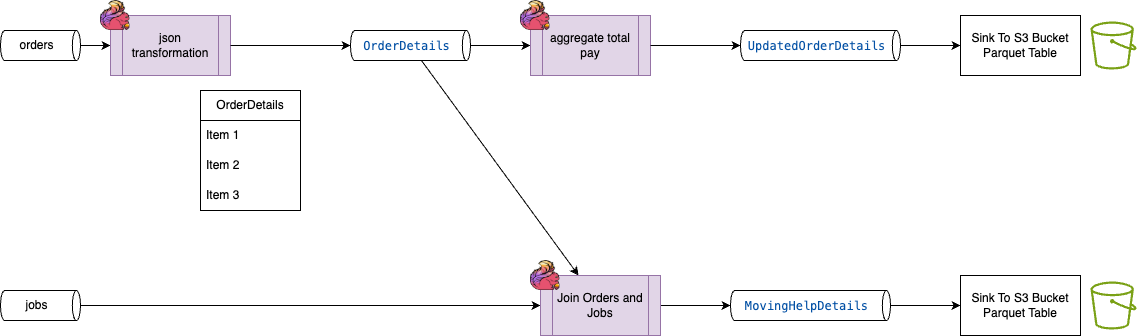 orders
json
transformation
OrderDetails
aggregate total
pay
UpdatedOrderDetails
Sink To S3 Bucket
Parquet Table
OrderDetails
Item 1
Item 2
Item 3
jobs
Join Orders and
Jobs
MovingHelpDetails
Sink To S3 Bucket
Parquet Table